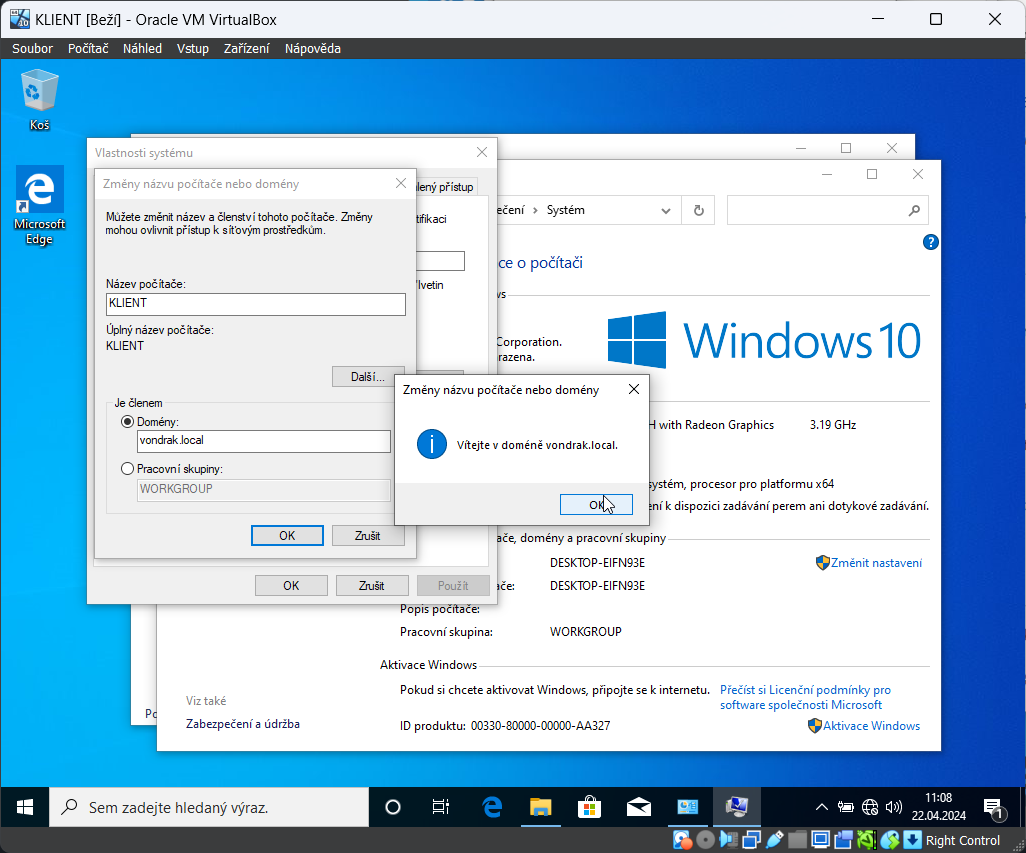 KLIENT [Beží] - Oracle VM VirtualBox
Soubor Počítač Náhled Vstup Zařízení Nápověda
Koš
Microsoft
Edge
Vlastnosti systému
Změny názvu počítače nebo domény
Můžete změnit název a členství tohoto počítače. Změny
mohou ovlivnit přístup k síťovým prostředkům.
Název počítače:
KLIENT
Úplný název počítače:
KLIENT
Další...
Je členem
Domény:
vondrak.local
Pracovní skupiny:
WORKGROUP
OK Zrušit
OK Zrušit Použít
Změny názvu počítače nebo domény
Vítejte v doméně vondrak.local.
OK
přístup
Systém
ce o počítači
Windows 10
Corporation.
razena.
H with Radeon Graphics 3.19 GHz
systém, procesor pro platformu x64
ení k dispozici zadávání perem ani dotykové zadávání.
ače, domény a pracovní skupiny
DESKTOP-EIFN93E
Změnit nastavení
ače: DESKTOP-EIFN93E
Popis počítače:
Pracovní skupina: WORKGROUP
Aktivace Windows
Pokud si chcete aktivovat Windows, připojte se k internetu. Přečíst si Licenční podmínky pro
software společnosti Microsoft
ID produktu: 00330-80000-00000-AA327
Aktivace Windows
Viz také
Zabezpečení a údržba
Sem zadejte hledaný výraz.
11:08
22.04.2024
1
Right Control